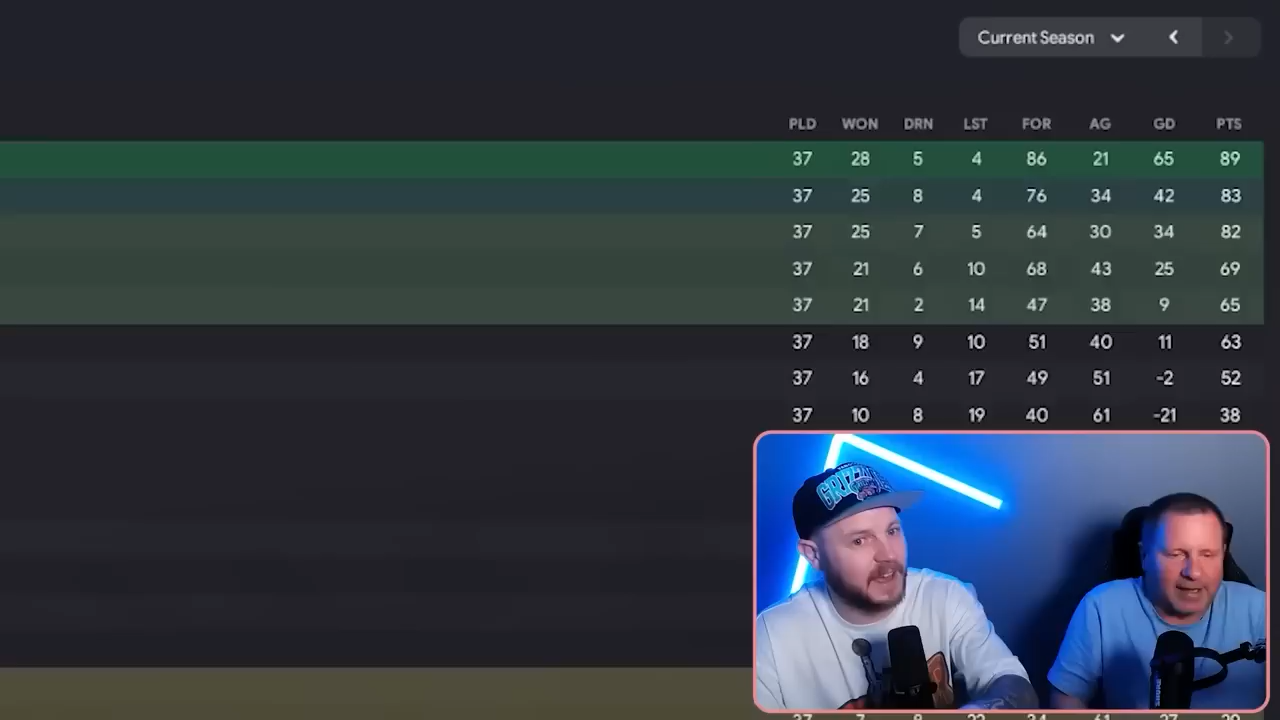 Current Season
PLD WON DRN LST FOR AG GD PTS
37 28 5 4 86 21 65 89
37 25 8 4 76 34 42 83
37 25 7 5 64 30 34 82
37 21 6 10 68 43 25 69
37 21 2 14 47 38 9 65
37 18 9 10 51 40 11 63
37 16 4 17 49 51 -2 52
37 10 8 19 40 61 -21 38
GRIZZ